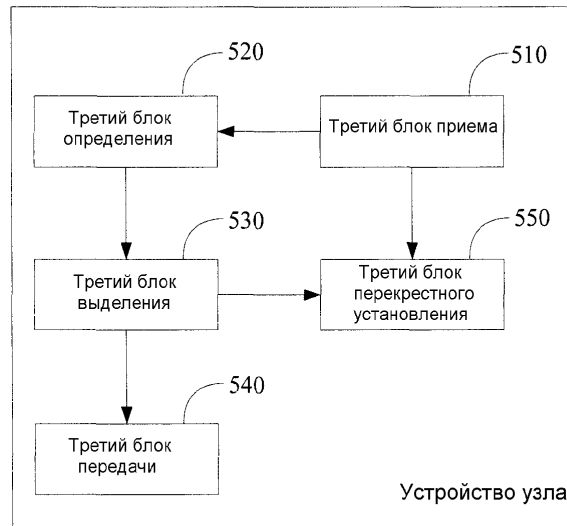 520
510
Третий блок
определения
Третий блок приема
530
550
Третий блок
выделения
Третий блок
перекрестного
установления
540
Третий блок
передачи
Устройство узла